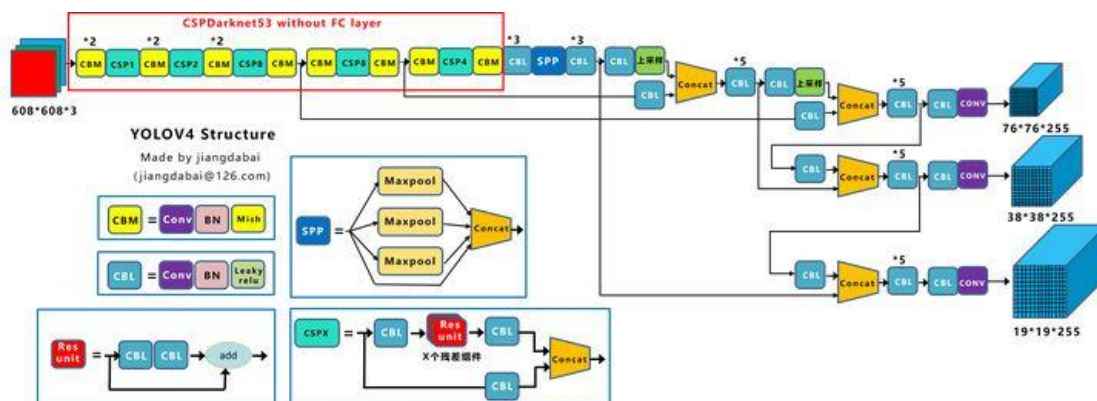 CSPDarknet53 without FC layer
*2 *2 *2
CBM CSP1 CBM CSP2 CBM CSP8 CBM CBM CSP8 CBM CBM CSP4 CBM
*3 *3
CBL SPP CBL CBL 上采样
CBL
Concat
*5
CBL CBL 上采样
CBL
Concat
*5
CBL CBL CONV
76*76*255
608*608*3
CBL
Concat
*5
CBL CBL CONV
38*38*255
CBL
Concat
*5
CBL CBL CONV
19*19*255
YOLOV4 Structure
Made by jiangdabai
(jiangdabai@126.com)
CBM = Conv BN Mish
CBL = Conv BN Leaky
relu
SPP =
Maxpool
Maxpool
Maxpool
Concat
Res
unit = CBL CBL add
CSPX = CBL Res
unit CBL
X个残差组件
CBL
Concat